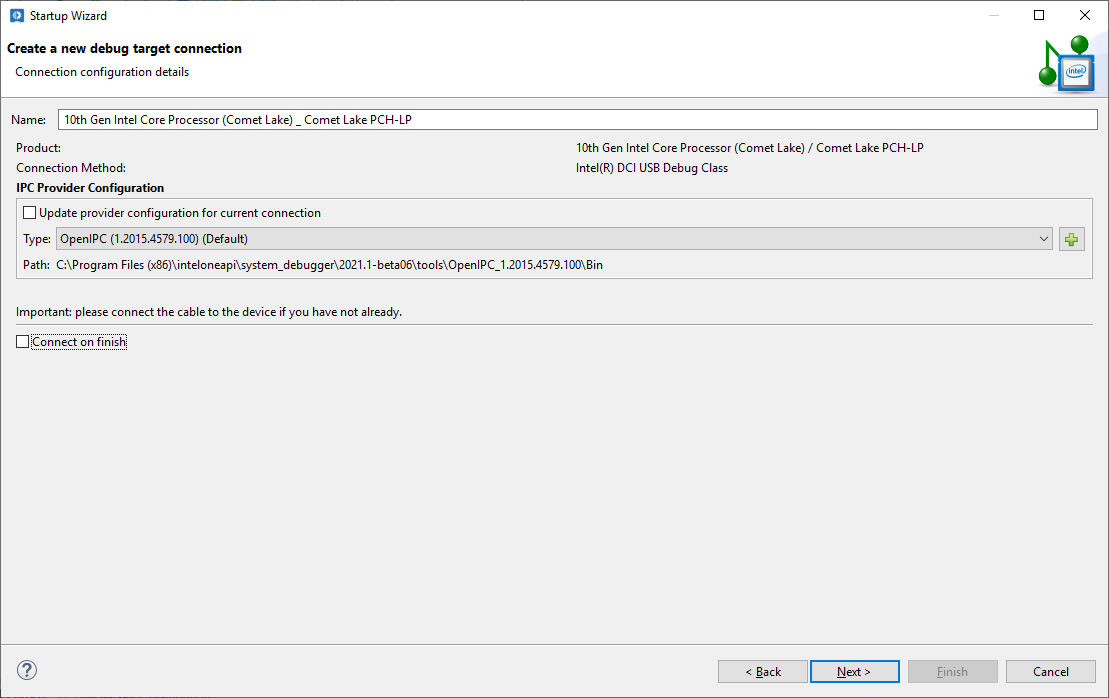 Startup Wizard
Create a new debug target connection
Connection configuration details
intel
Name: 10th Gen Intel Core Processor (Comet Lake) _ Comet Lake PCH-LP
Product: 10th Gen Intel Core Processor (Comet Lake) / Comet Lake PCH-LP
Connection Method: Intel(R) DCI USB Debug Class
IPC Provider Configuration
Update provider configuration for current connection
Type: OpenIPC (1.2015.4579.100) (Default)
Path: C:\Program Files (x86)\inteloneapi\system_debugger\2021.1-beta06\tools\OpenIPC_1.2015.4579.100\Bin
Important: please connect the cable to the device if you have not already.
Connect on finish
? < Back Next > Finish Cancel